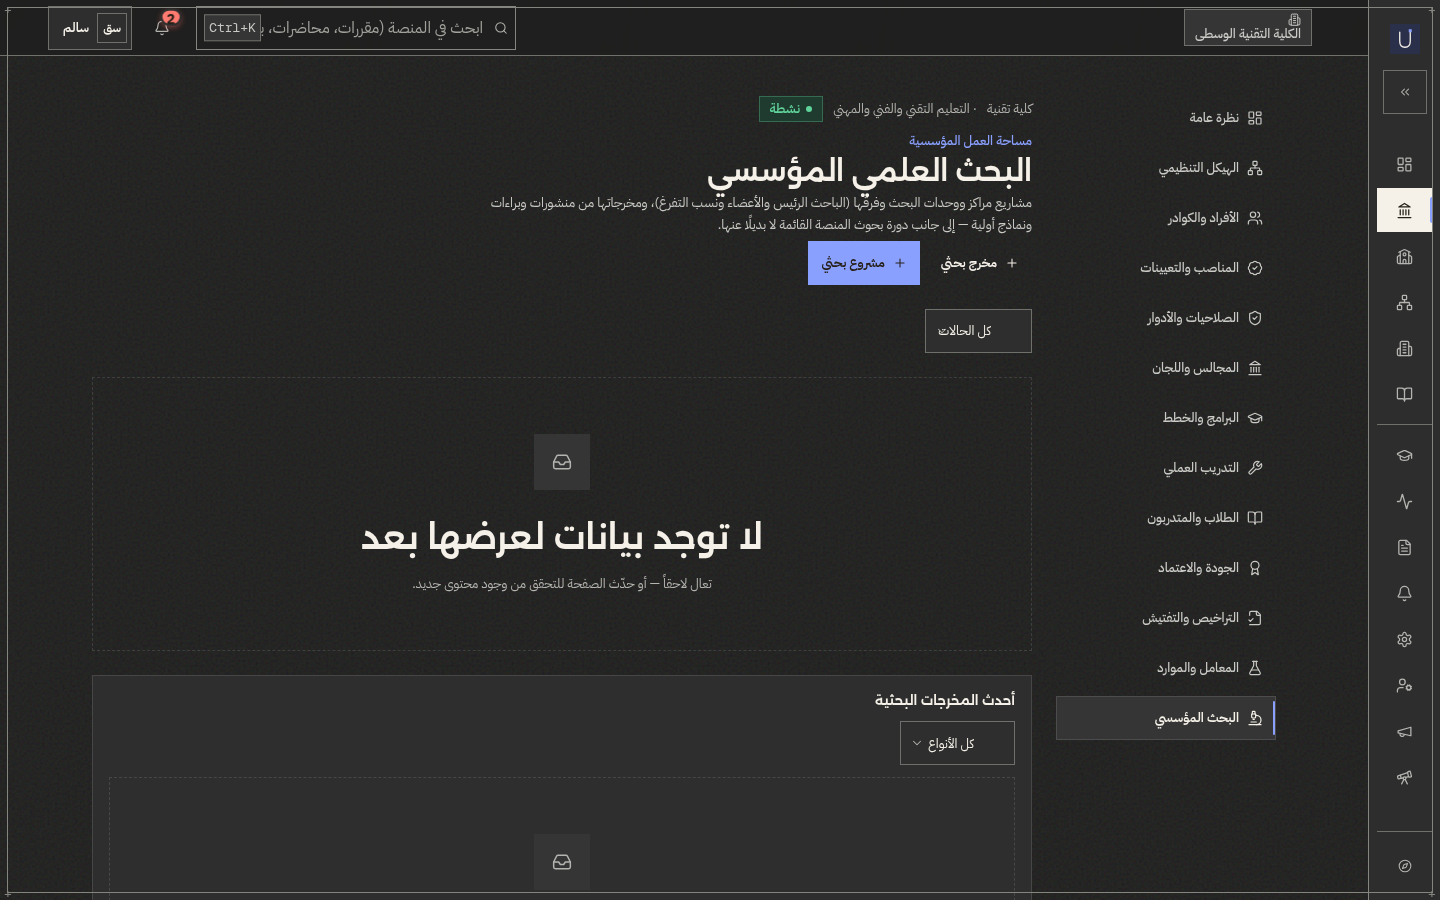 الكلية التقنية الوسطى
ابحث في المنصة (مقررات، محاضرات، ي
Ctrl+K
2
سق
سالم
نظرة عامة
الهيكل التنظيمي
الأفراد والكوادر
المناصب والتعيينات
الصلاحيات والأدوار
المجالس واللجان
البرامج والخطط
التدريب العملي
الطلاب والمتدربون
الجودة والاعتماد
التراخيص والتفتيش
المعامل والموارد
البحث المؤسسي
كلية تقنية · التعليم التقني والفني والمهني
نشطة
مساحة العمل المؤسسية
البحث العلمي المؤسسي
مشاريع مراكز ووحدات البحث وفرقها (الباحث الرئيس والأعضاء ونسب التفرغ)، ومخرجاتها من منشورات وبراءات
ونماذج أولية — إلى جانب دورة بحوث المنصة القائمة لا بديلًا عنها.
مخرج بحثي
مشروع بحثي
كل الحالات
لا توجد بيانات لعرضها بعد
تعال لاحقاً — أو حدّث الصفحة للتحقق من وجود محتوى جديد.
أحدث المخرجات البحثية
كل الأنواع